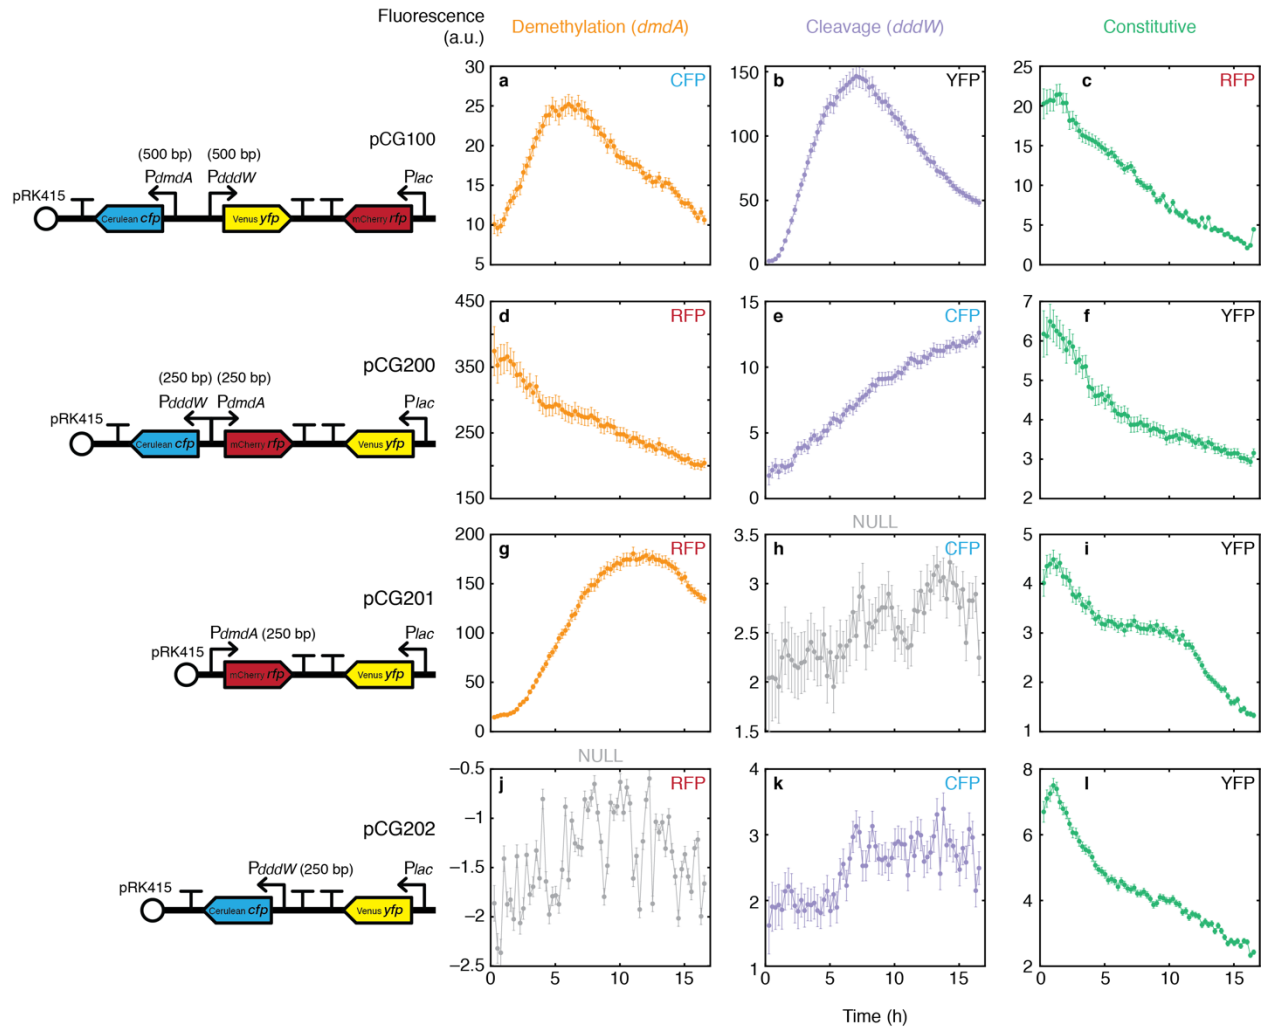 Fluorescence
(a.u.)
Demethylation (dmdA)
Cleavage (dddW)
Constitutive
pCG100
(500 bp) (500 bp)
PdmdA PdddW Plac
pRK415
Cerulean cfp Venus yfp mCherry rfp
a CFP
30
25
20
15
10
5
b YFP
150
100
50
0
c RFP
25
20
15
10
5
0
pCG200
(250 bp) (250 bp)
PdddW PdmdA Plac
pRK415
Cerulean cfp mCherry rfp Venus yfp
d RFP
450
350
250
150
e CFP
15
10
5
0
f YFP
7
6
5
4
3
2
pCG201
PdmdA (250 bp) Plac
pRK415
mCherry rfp Venus yfp
g RFP
200
150
100
50
0
NULL
h CFP
3.5
3
2.5
2
1.5
i YFP
5
4
3
2
1
pCG202
PdddW (250 bp) Plac
pRK415
Cerulean cfp Venus yfp
NULL
j RFP
−0.5
−1
−1.5
−2
−2.5
0 5 10 15
k CFP
4
3
2
1
0 5 10 15
l YFP
8
6
4
2
0 5 10 15
Time (h)